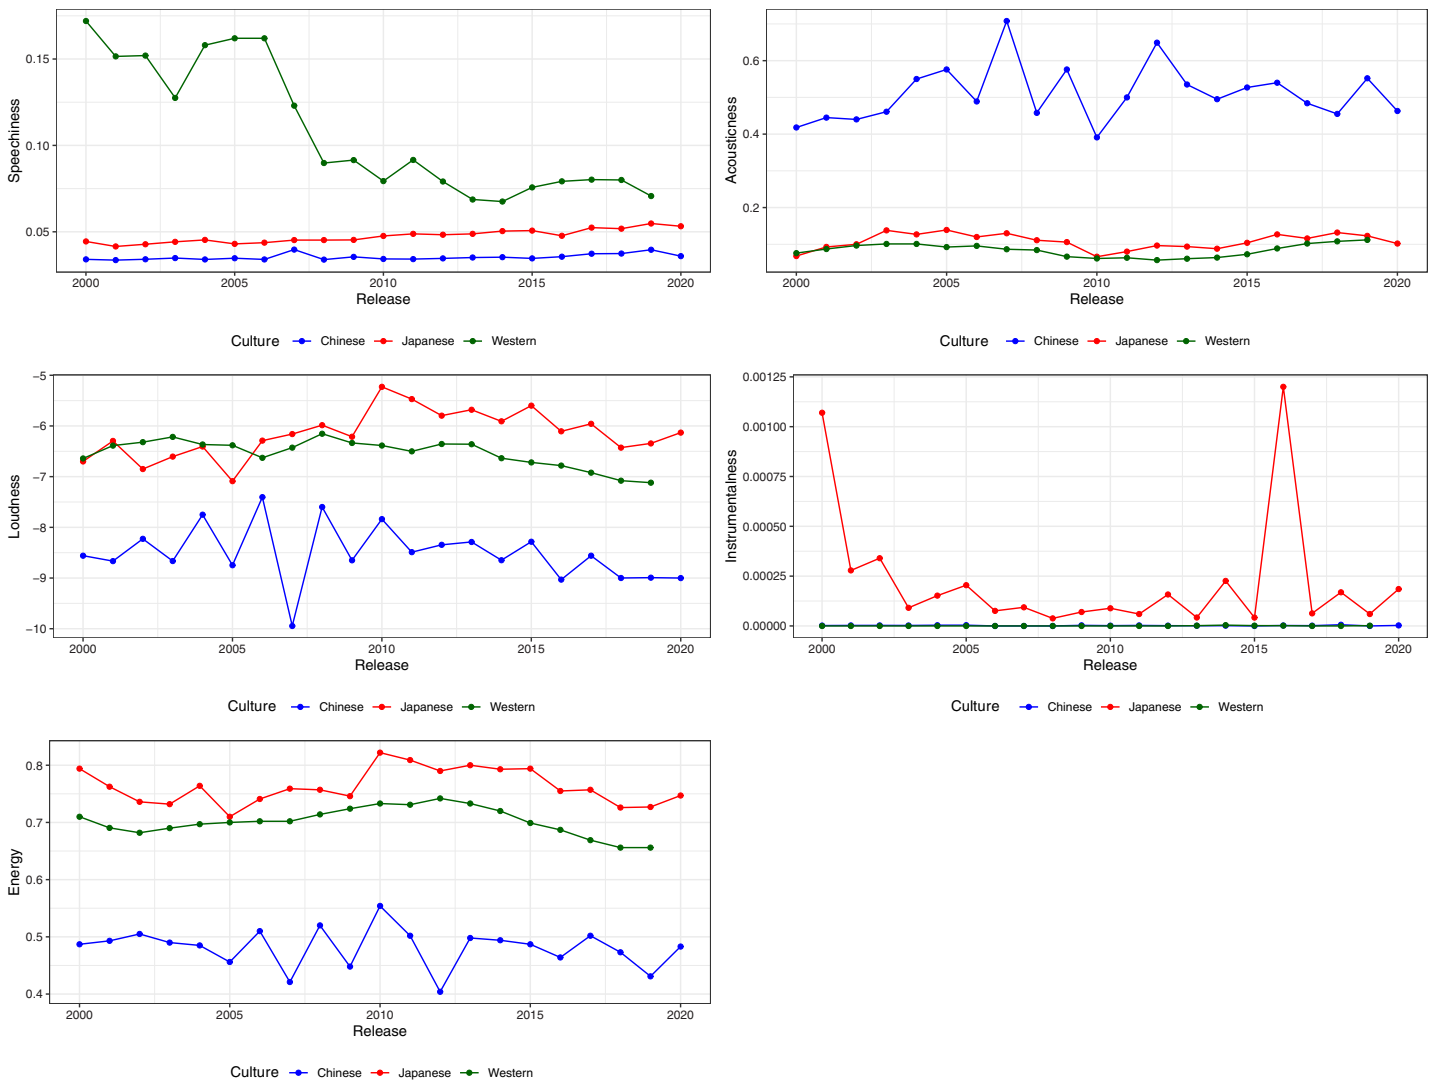 Speechiness
0.15
0.10
0.05
2000 2005 2010 2015 2020
Release
Culture Chinese Japanese Western
Acousticness
0.6
0.4
0.2
2000 2005 2010 2015 2020
Release
Culture Chinese Japanese Western
Loudness
−5
−6
−7
−8
−9
−10
2000 2005 2010 2015 2020
Release
Culture Chinese Japanese Western
Instrumentalness
0.00125
0.00100
0.00075
0.00050
0.00025
0.00000
2000 2005 2010 2015 2020
Release
Culture Chinese Japanese Western
Energy
0.8
0.7
0.6
0.5
0.4
2000 2005 2010 2015 2020
Release
Culture Chinese Japanese Western